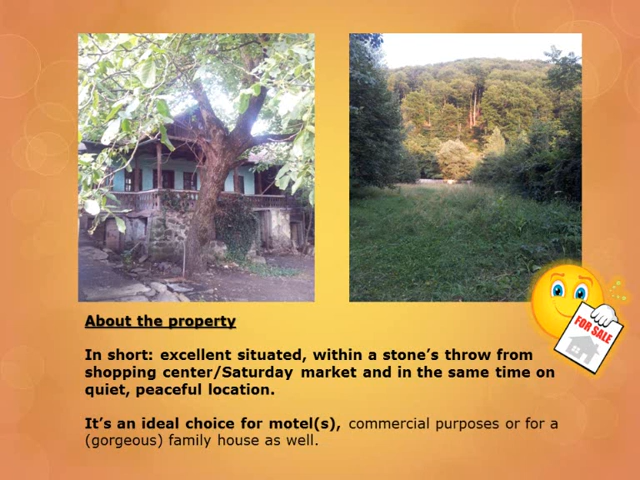 About the property
In short: excellent situated, within a stone’s throw from
shopping center/Saturday market and in the same time on
quiet, peaceful location.
It’s an ideal choice for motel(s), commercial purposes or for a
(gorgeous) family house as well.
FOR SALE